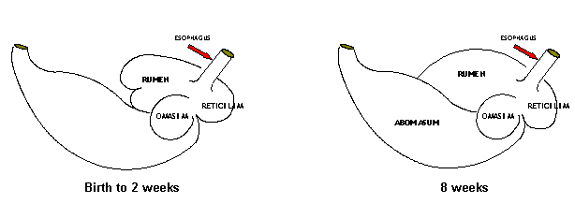 ESOPHAGUS
RUMEN
RETICULUM
OMASUM
Birth to 2 weeks
ESOPHAGUS
RUMEN
RETICULUM
OMASUM
ABOMASUM
8 weeks